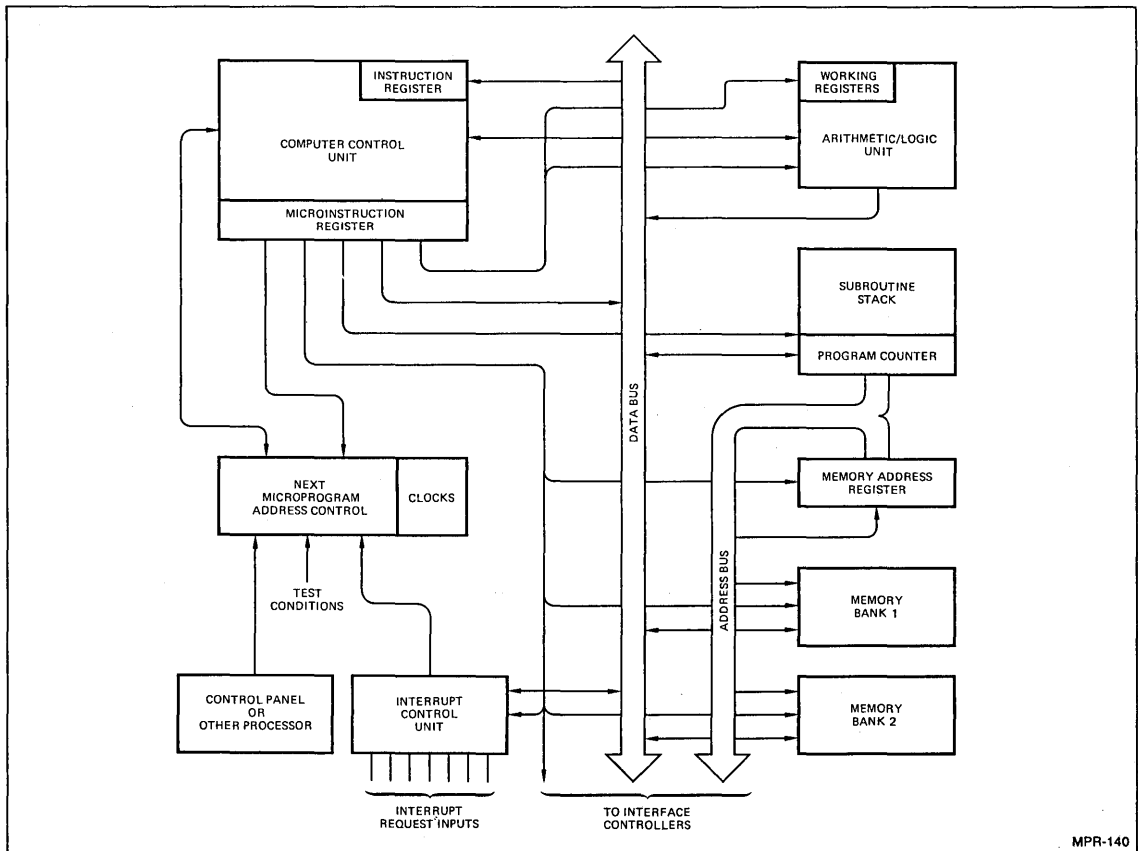 INSTRUCTION
REGISTER
COMPUTER CONTROL
UNIT
MICROINSTRUCTION
REGISTER
WORKING
REGISTERS
ARITHMETIC/LOGIC
UNIT
SUBROUTINE
STACK
PROGRAM COUNTER
DATA BUS
MEMORY ADDRESS
REGISTER
NEXT
MICROPROGRAM
ADDRESS CONTROL
CLOCKS
TEST
CONDITIONS
ADDRESS BUS
MEMORY
BANK 1
CONTROL PANEL
OR
OTHER PROCESSOR
INTERRUPT
CONTROL
UNIT
MEMORY
BANK 2
INTERRUPT
REQUEST INPUTS
TO INTERFACE
CONTROLLERS
MPR-140